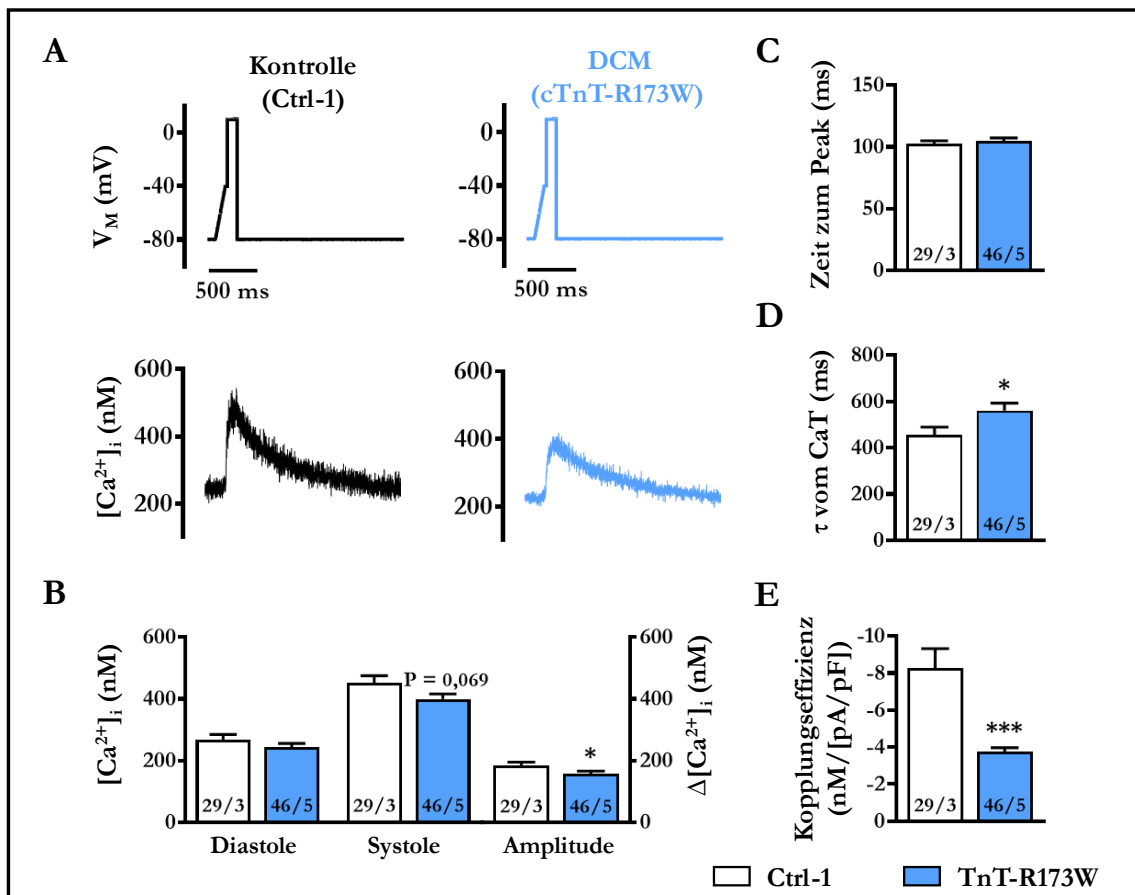 A
Kontrolle
(Ctrl-1)
DCM
(cTnT-R173W)
V_M (mV)
0
-40
-80
500 ms
500 ms
[Ca²⁺]ᵢ (nM)
600
400
200
600
400
200
B
[Ca²⁺]ᵢ (nM)
600
400
200
0
29/3
46/5
29/3
P = 0,069
46/5
29/3
*
46/5
Diastole
Systole
Amplitude
600
400
200
0
Δ[Ca²⁺]ᵢ (nM)
C
Zeit zum Peak (ms)
150
100
50
0
29/3
46/5
D
τ vom CaT (ms)
800
600
400
200
0
29/3
*
46/5
E
Kopplungseffizienz
(nM/[pA/pF])
-10
-8
-6
-4
-2
0
29/3
***
46/5
Ctrl-1
TnT-R173W
0
-40
-80